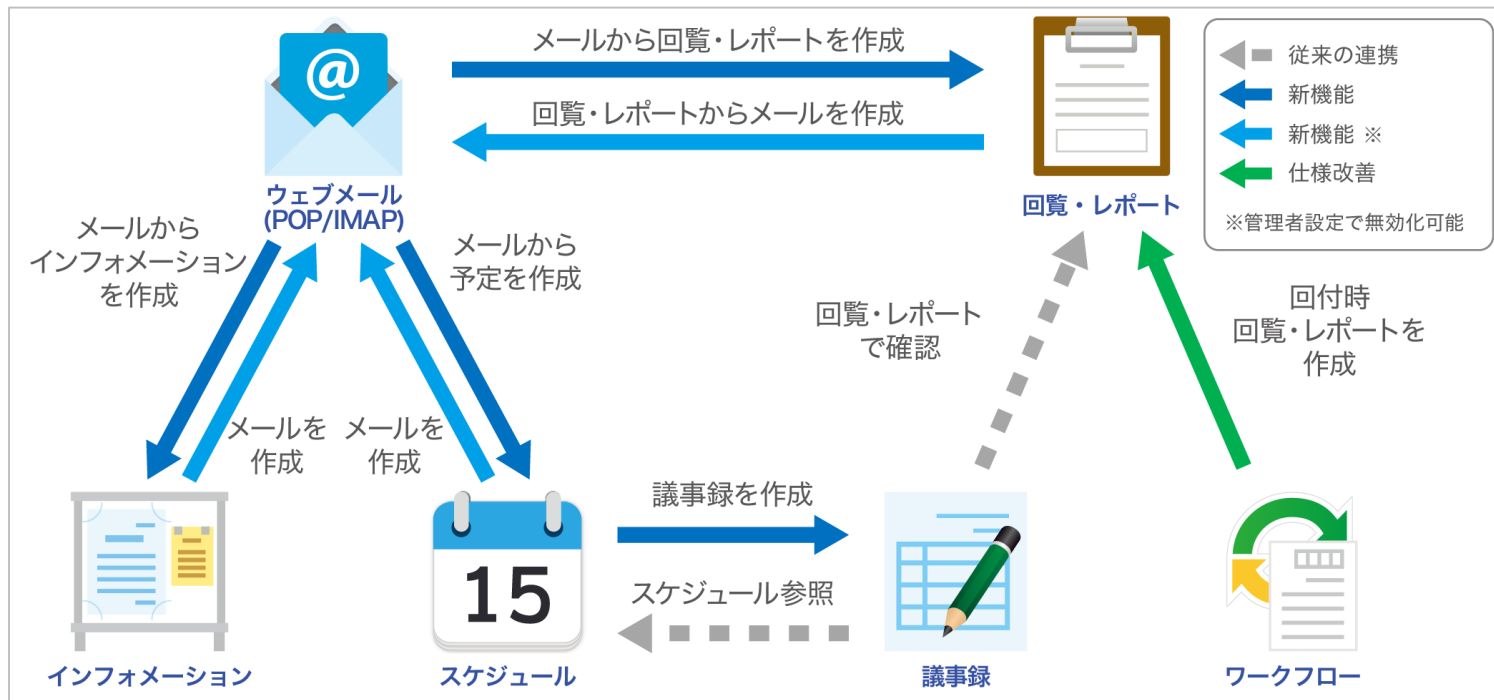 メールから回覧・レポートを作成
回覧・レポートからメールを作成
@
ウェブメール
(POP/IMAP)
回覧・レポート
従来の連携
新機能
新機能 ※
仕様改善
※管理者設定で無効化可能
メールから
インフォメーション
を作成
メールから
予定を作成
回覧・レポート
で確認
回付時
回覧・レポートを
作成
メールを
作成
メールを
作成
議事録を作成
15
スケジュール参照
インフォメーション
スケジュール
議事録
ワークフロー